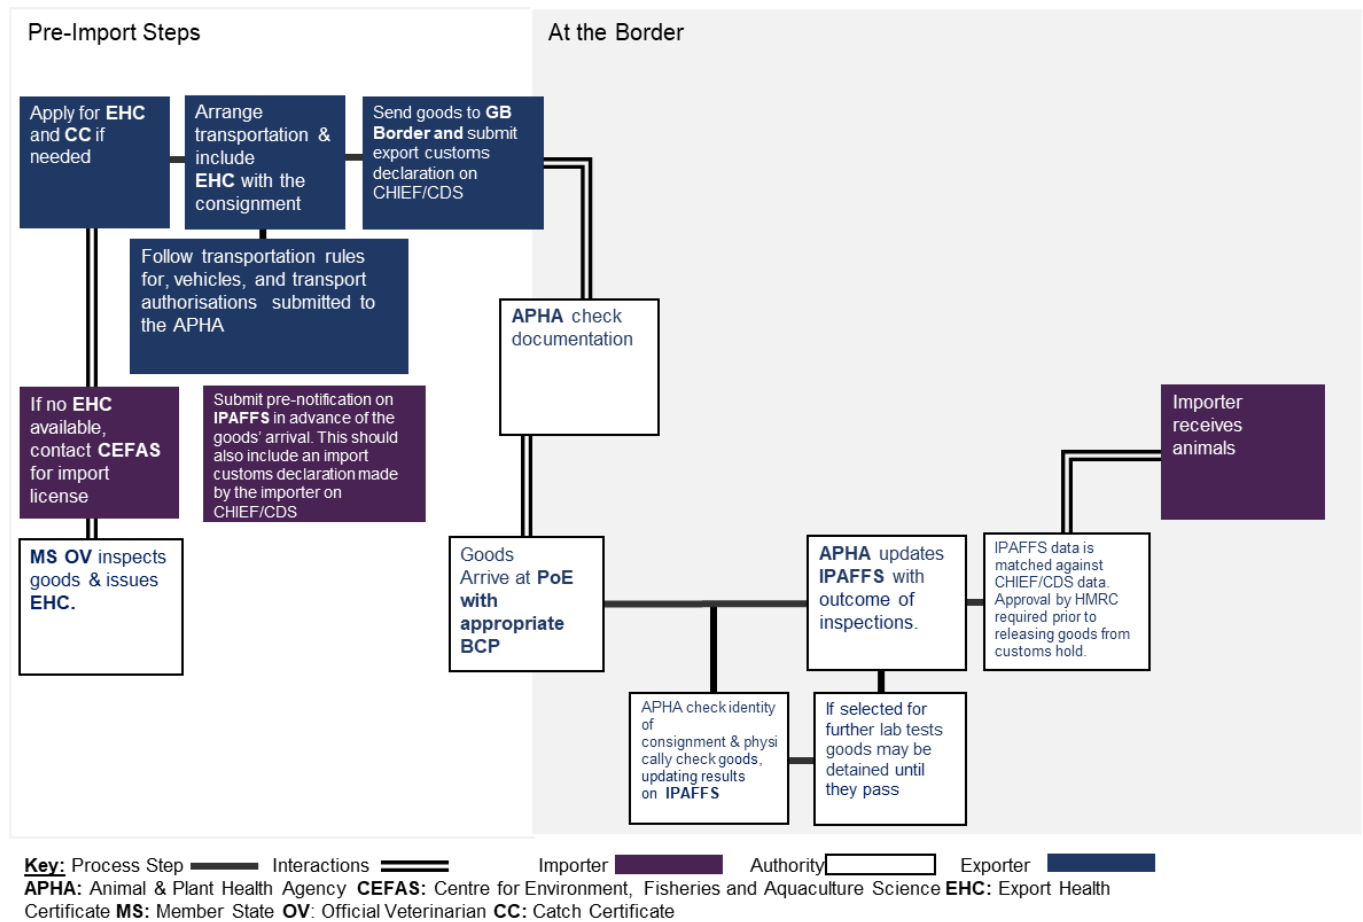 Pre-Import Steps
At the Border
Apply for EHC
and CC if
needed
Arrange
transportation &
include
EHC with the
consignment
Send goods to GB
Border and submit
export customs
declaration on
CHIEF/CDS
Follow transportation rules
for, vehicles, and transport
authorisations submitted to
the APHA
APHA check
documentation
If no EHC
available,
contact CEFAS
for import
license
Submit pre-notification on
IPAFFS in advance of the
goods' arrival. This should
also include an import
customs declaration made
by the importer on
CHIEF/CDS
Importer
receives
animals
MS OV inspects
goods & issues
EHC.
Goods
Arrive at PoE
with
appropriate
BCP
APHA updates
IPAFFS with
outcome of
inspections.
IPAFFS data is
matched against
CHIEF/CDS data.
Approval by HMRC
required prior to
releasing goods from
customs hold.
APHA check identity
of
consignment & physi
cally check goods,
updating results
on IPAFFS
If selected for
further lab tests
goods may be
detained until
they pass
Key: Process Step Interactions Importer Authority Exporter
APHA: Animal & Plant Health Agency CEFAS: Centre for Environment, Fisheries and Aquaculture Science EHC: Export Health
Certificate MS: Member State OV: Official Veterinarian CC: Catch Certificate